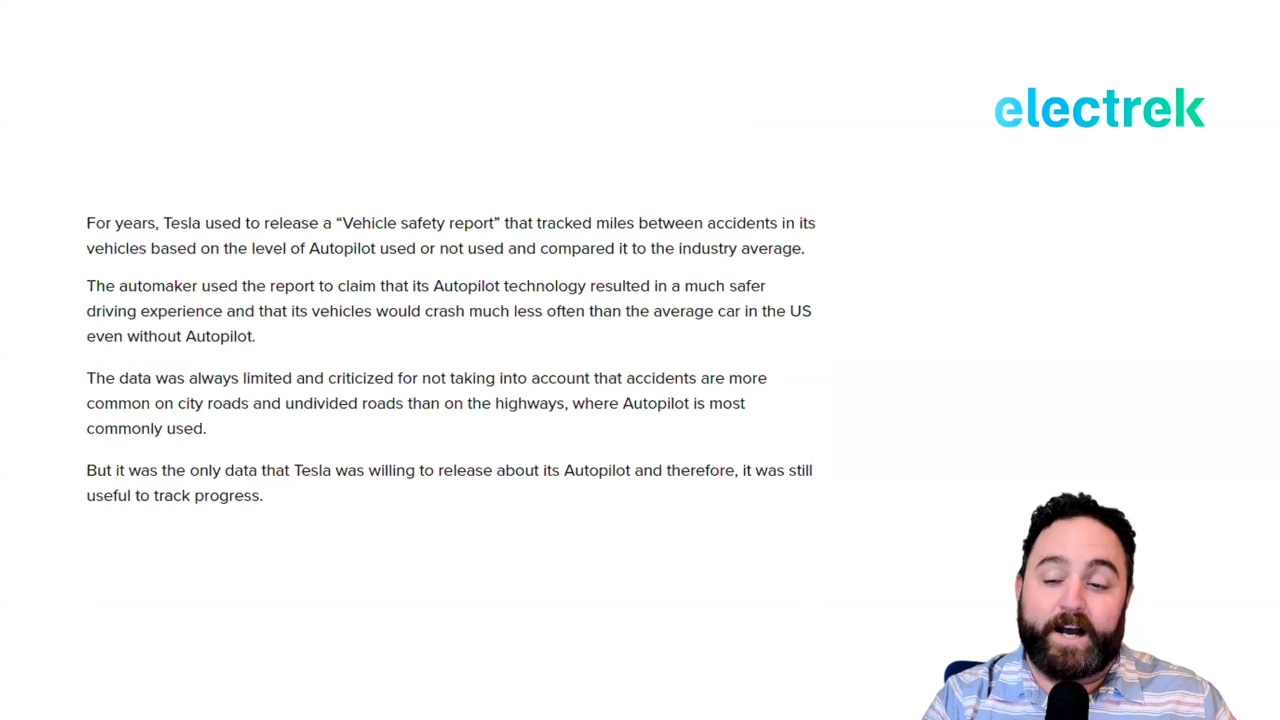 electrek
For years, Tesla used to release a “Vehicle safety report” that tracked miles between accidents in its
vehicles based on the level of Autopilot used or not used and compared it to the industry average.
The automaker used the report to claim that its Autopilot technology resulted in a much safer
driving experience and that its vehicles would crash much less often than the average car in the US
even without Autopilot.
The data was always limited and criticized for not taking into account that accidents are more
common on city roads and undivided roads than on the highways, where Autopilot is most
commonly used.
But it was the only data that Tesla was willing to release about its Autopilot and therefore, it was still
useful to track progress.